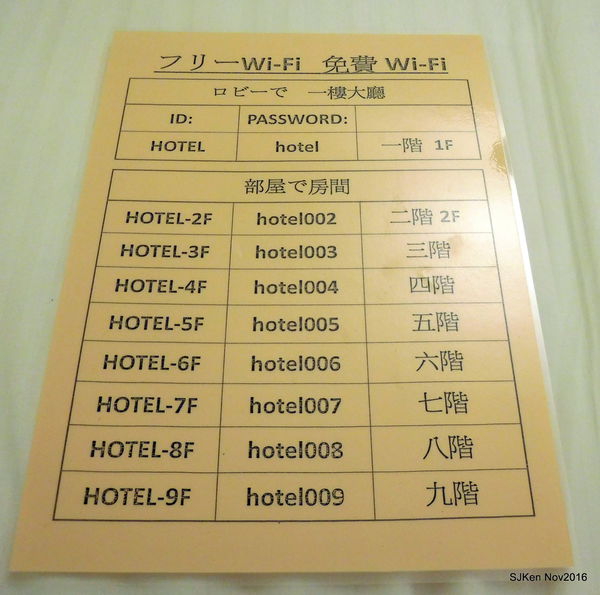 フリーWi-Fi 免費 Wi-Fi
ロビーで 一樓大廳
ID: PASSWORD:
HOTEL hotel 一階 1F
部屋で房間
HOTEL-2F hotel002 二階 2F
HOTEL-3F hotel003 三階
HOTEL-4F hotel004 四階
HOTEL-5F hotel005 五階
HOTEL-6F hotel006 六階
HOTEL-7F hotel007 七階
HOTEL-8F hotel008 八階
HOTEL-9F hotel009 九階
SJKen Nov2016